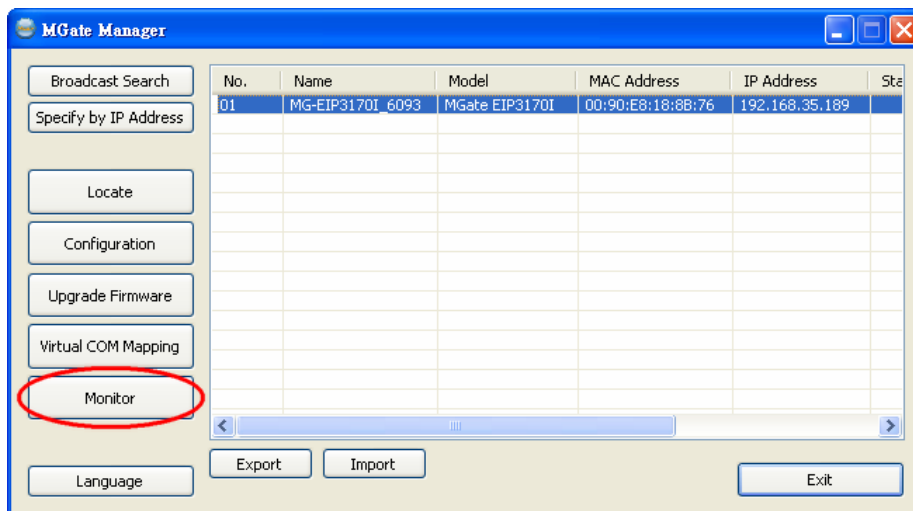 MGate Manager
Broadcast Search
Specify by IP Address
Locate
Configuration
Upgrade Firmware
Virtual COM Mapping
Monitor
Language
No. Name Model MAC Address IP Address Sta
01 MG-EIP3170I_6093 MGate EIP3170I 00:90:E8:18:8B:76 192.168.35.189
Export Import
Exit